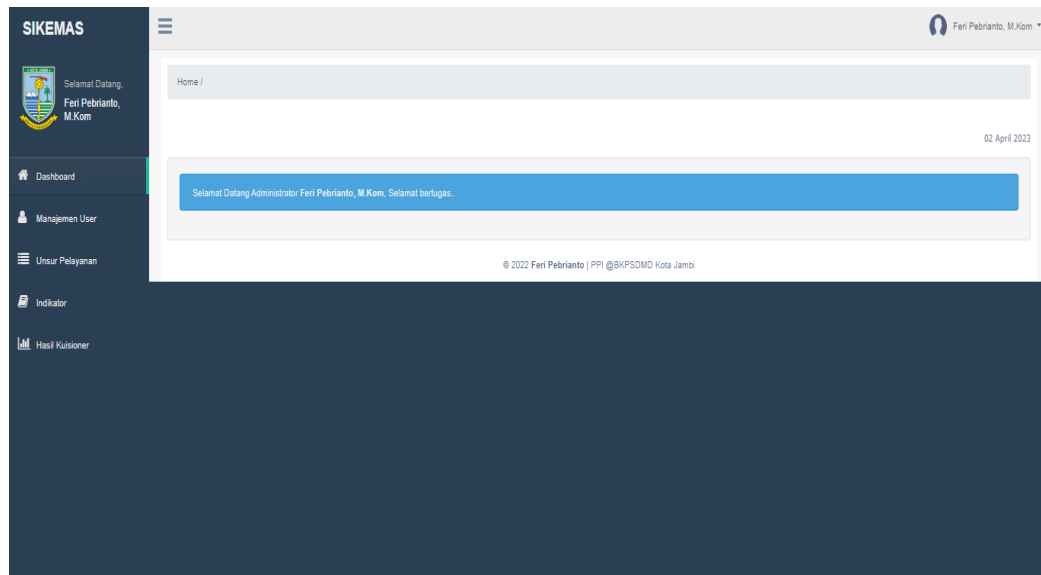 SIKEMAS
Feri Pebrianto, M.Kom
Selamat Datang,
Feri Pebrianto,
M.Kom
Dashboard
Manajemen User
Unsur Pelayanan
Indikator
Hasil Kuisioner
Home /
02 April 2023
Selamat Datang Administrator Feri Pebrianto, M.Kom, Selamat bertugas..
© 2022 Feri Pebrianto | PPI @BKPSDMD Kota Jambi